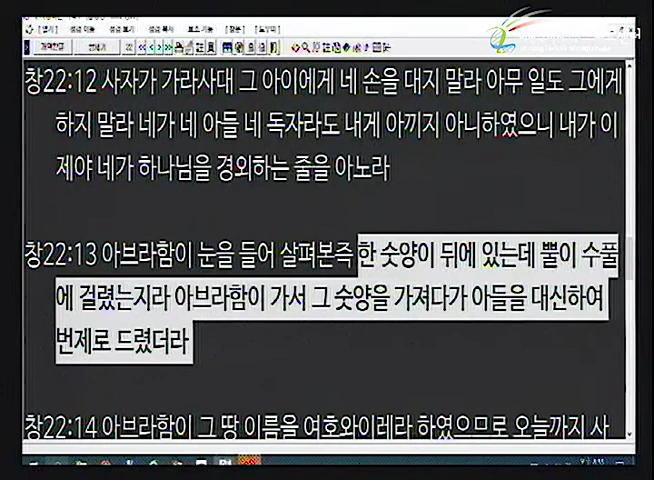 창22:12 사자가 가라사대 그 아이에게 네 손을 대지 말라 아무 일도 그에게
하지 말라 네가 네 아들 네 독자라도 내게 아끼지 아니하였으니 내가 이
제야 네가 하나님을 경외하는 줄을 아노라
창22:13 아브라함이 눈을 들어 살펴본즉 한 숫양이 뒤에 있는데 뿔이 수풀
에 걸렸는지라 아브라함이 가서 그 숫양을 가져다가 아들을 대신하여
번제로 드렸더라
창22:14 아브라함이 그 땅 이름을 여호와이레라 하였으므로 오늘까지 사